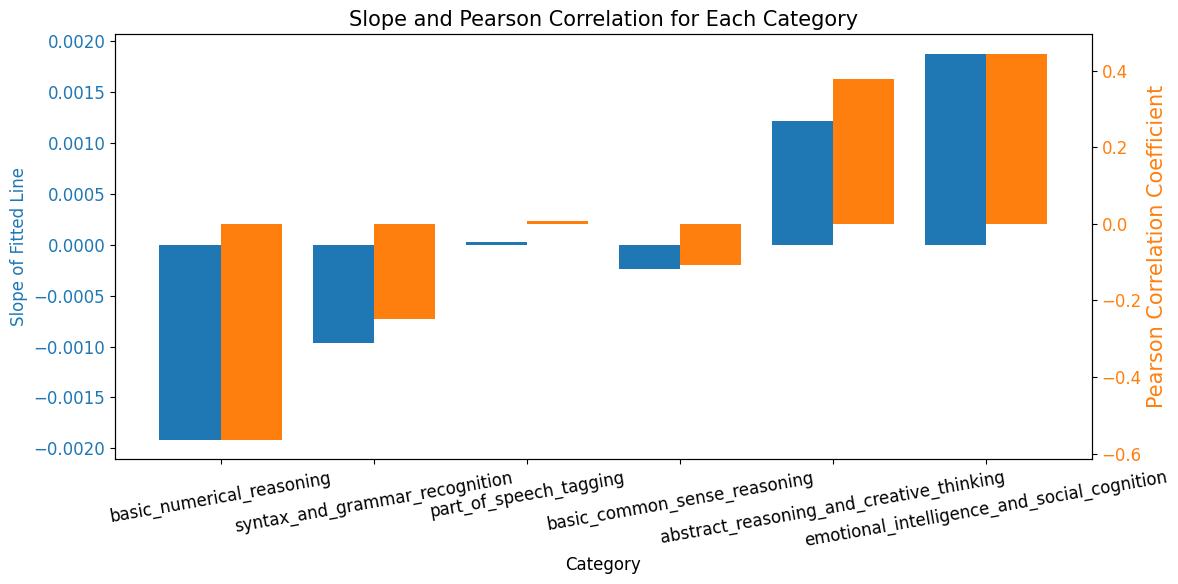 Slope and Pearson Correlation for Each Category
Slope of Fitted Line
0.0020
0.0015
0.0010
0.0005
0.0000
−0.0005
−0.0010
−0.0015
−0.0020
0.4
0.2
0.0
−0.2
−0.4
−0.6
Pearson Correlation Coefficient
basic_numerical_reasoning
syntax_and_grammar_recognition
part_of_speech_tagging
basic_common_sense_reasoning
abstract_reasoning_and_creative_thinking
emotional_intelligence_and_social_cognition
Category